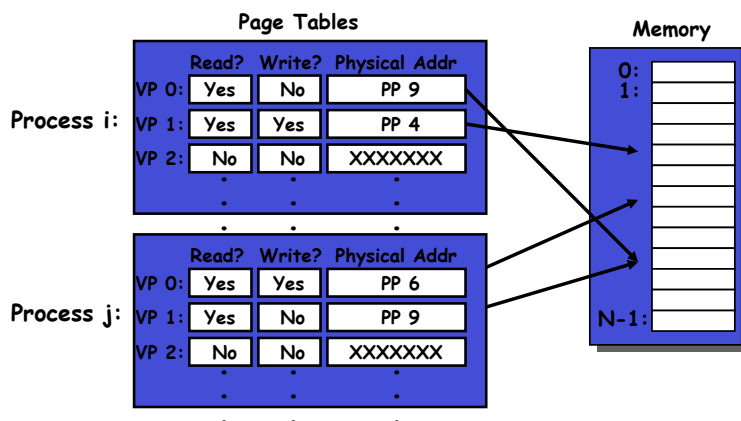 Page Tables
Memory
Read? Write? Physical Addr
0:
VP 0: Yes No PP 9
1:
Process i: VP 1: Yes Yes PP 4
VP 2: No No XXXXXXX
. . .
. . .
. . .
Read? Write? Physical Addr
VP 0: Yes Yes PP 6
Process j: VP 1: Yes No PP 9
N-1:
VP 2: No No XXXXXXX
. . .
. . .
. . .